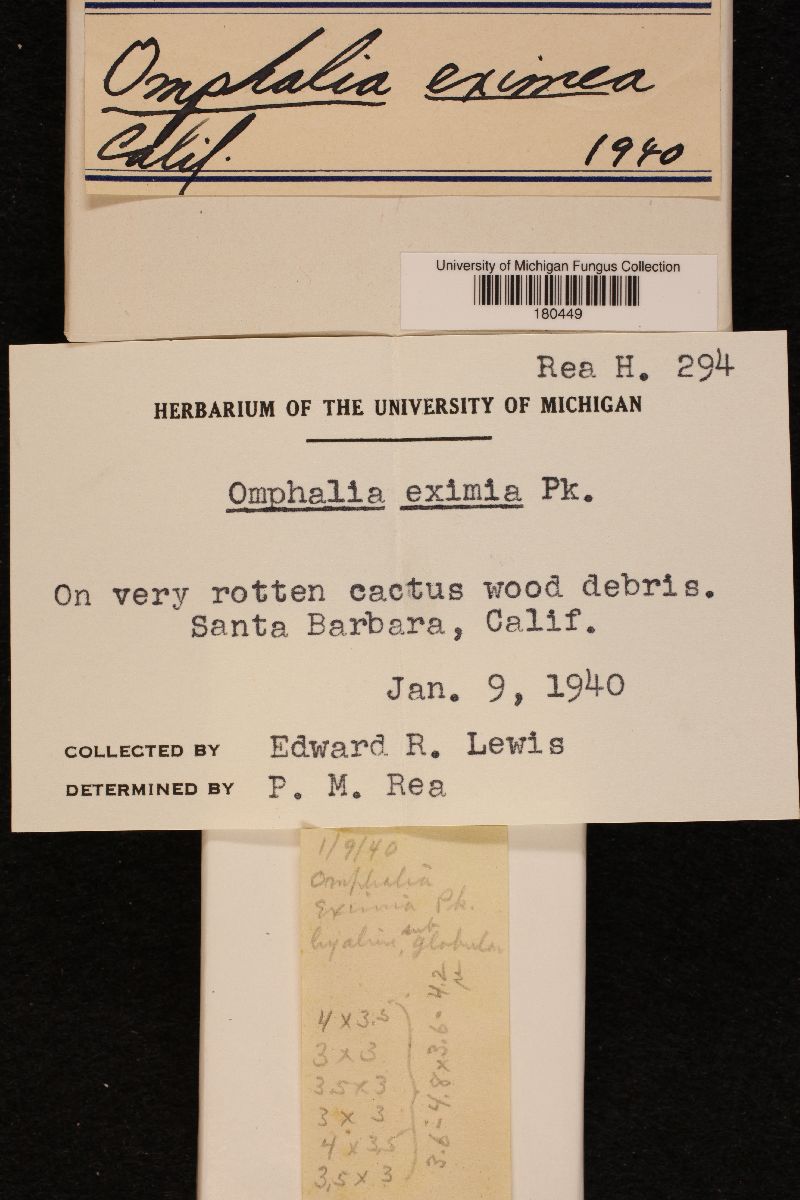 Omphalia eximea
Calif. 1940
University of Michigan Fungus Collection
180449
Rea H. 294
HERBARIUM OF THE UNIVERSITY OF MICHIGAN
Omphalia eximia Pk.
On very rotten cactus wood debris.
Santa Barbara, Calif.
Jan. 9, 1940
COLLECTED BY Edward R. Lewis
DETERMINED BY P. M. Rea
1/9/40
Omphalia
Eximia Pk.
hyaline, sub globular
4 x 3.5
3 x 3
3.5 x 3
3 x 3
4 x 3,5
3,5 x 3
3.6-4.8 x 3.6-4.2 µ